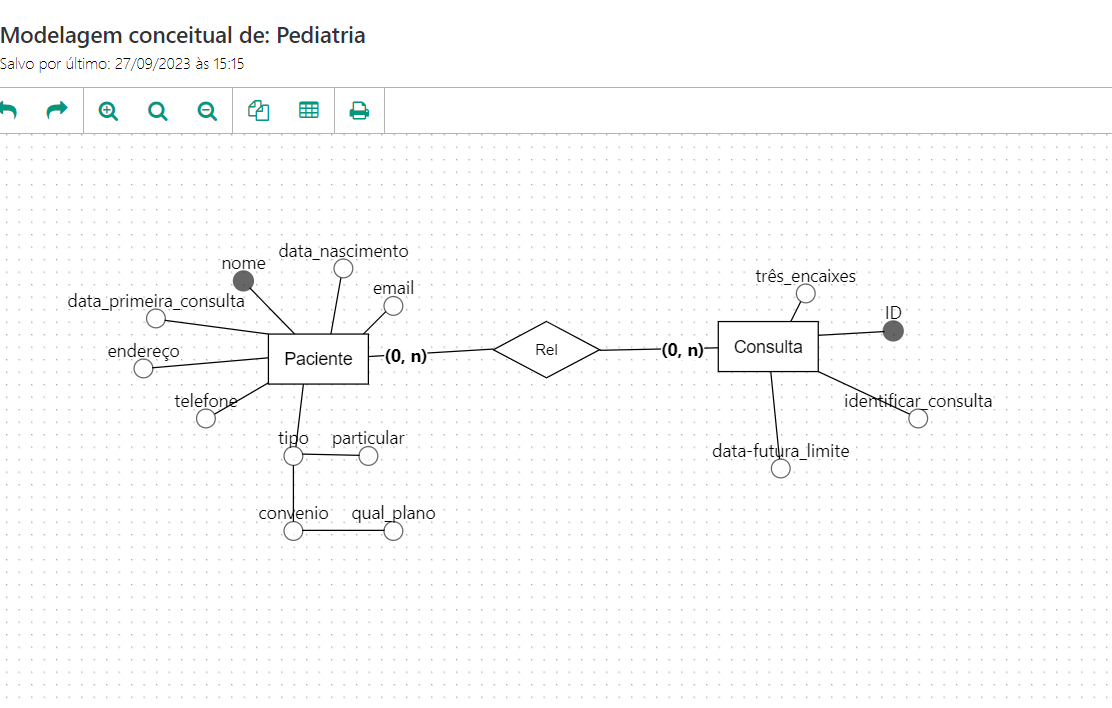 Modelagem conceitual de: Pediatria
Salvo por último: 27/09/2023 às 15:15
data_nascimento
nome
email
data_primeira_consulta
endereço
Paciente
(0, n)
telefone
tipo
particular
convenio
qual_plano
Rel
(0, n)
três_encaixes
ID
Consulta
identificar_consulta
data-futura_limite